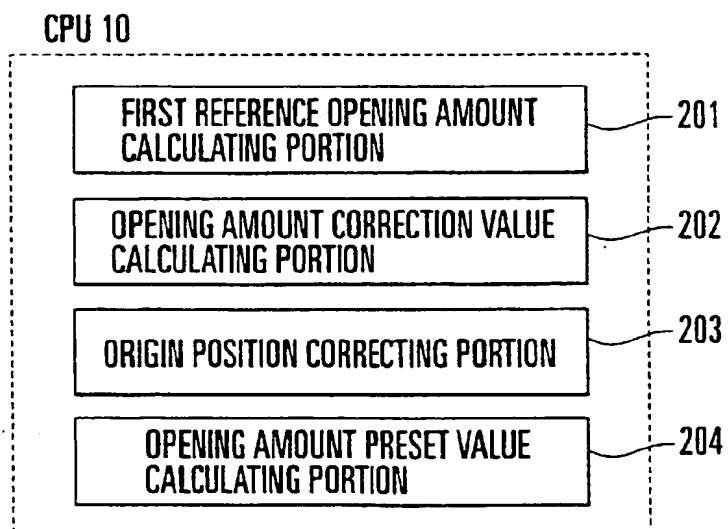 CPU 10
FIRST REFERENCE OPENING AMOUNT
CALCULATING PORTION
201
OPENING AMOUNT CORRECTION VALUE
CALCULATING PORTION
202
ORIGIN POSITION CORRECTING PORTION
203
OPENING AMOUNT PRESET VALUE
CALCULATING PORTION
204